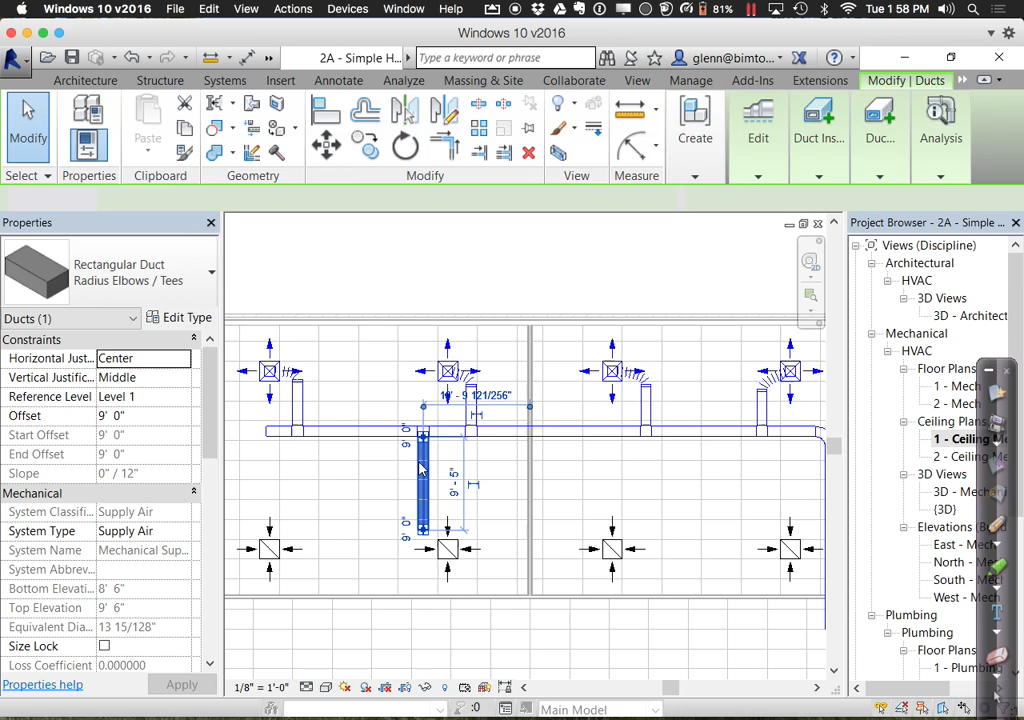 Windows 10 v2016 File Edit View Actions Devices Window Help 81% Tue 1:58 PM
Windows 10 v2016
2A - Simple H... Type a keyword or phrase glenn@bimto...
Architecture Structure Systems Insert Annotate Analyze Massing & Site Collaborate View Manage Add-Ins Extensions Modify | Ducts
Modify Paste Create Edit Duct Ins... Duc... Analysis
Select Properties Clipboard Geometry Modify View Measure
Properties
Project Browser - 2A - Simple ...
Rectangular Duct
Radius Elbows / Tees
Ducts (1) Edit Type
Constraints
Horizontal Just... Center
Vertical Justific... Middle
Reference Level Level 1
Offset 9' 0"
Start Offset 9' 0"
End Offset 9' 0"
Slope 0" / 12"
Mechanical
System Classifi... Supply Air
System Type Supply Air
System Name Mechanical Sup...
System Abbrev...
Bottom Elevati... 8' 6"
Top Elevation 9' 6"
Equivalent Dia... 13 15/128"
Size Lock
Loss Coefficient 0.000000
Properties help Apply
9' 0"
9' - 5"
9' 0"
1/8" = 1'-0"
Views (Discipline)
Architectural
HVAC
3D Views
3D - Architect
Mechanical
HVAC
Floor Plans
1 - Mech
2 - Mech
Ceiling Plans
1 - Ceiling
2 - Ceiling
3D Views
3D - Mechan
{3D}
Elevations
East - Mech
North -
South -
West - Mech
Plumbing
Plumbing
Floor Plans
1 - Plumbing
:0 Main Model